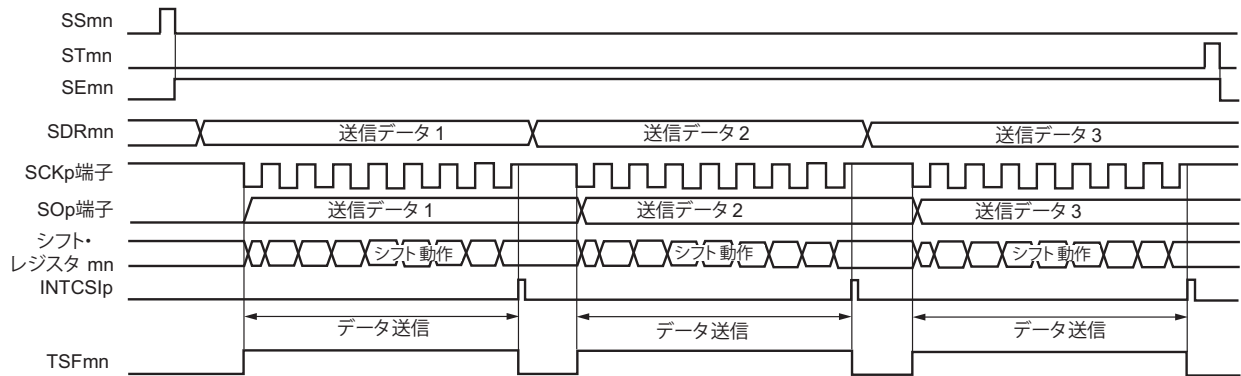 SSmn
STmn
SEmn
SDRmn 送信データ 1 送信データ 2 送信データ 3
SCKp端子
SOp端子 送信データ 1 送信データ 2 送信データ 3
シフト・
レジスタ mn シフト動作 シフト動作 シフト動作
INTCSIp
データ送信 データ送信 データ送信
TSFmn